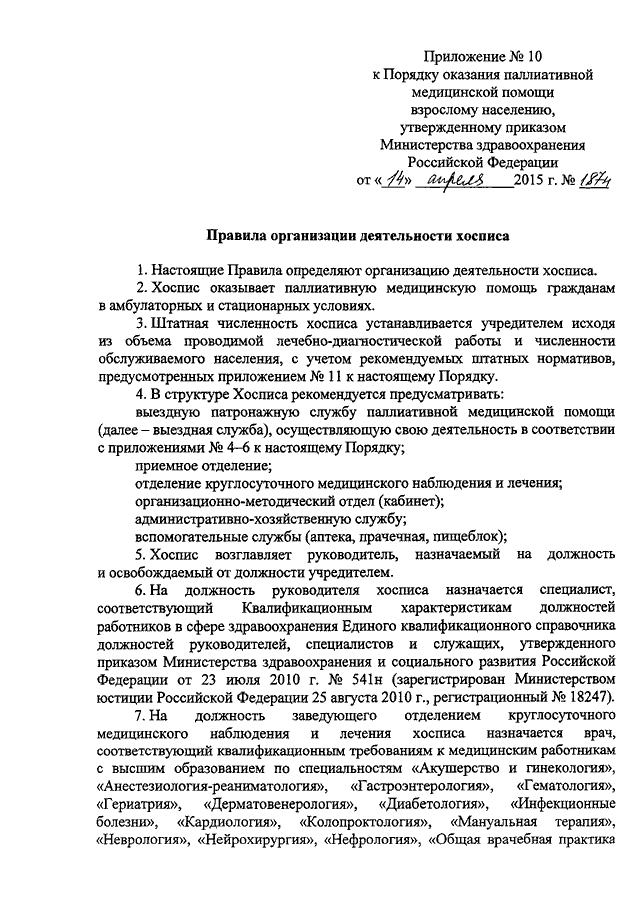 Приложение № 10
к Порядку оказания паллиативной
медицинской помощи
взрослому населению,
утвержденному приказом
Министерства здравоохранения
Российской Федерации
от «14» апреля 2015 г. № 187н
Правила организации деятельности хосписа
1. Настоящие Правила определяют организацию деятельности хосписа.
2. Хоспис оказывает паллиативную медицинскую помощь гражданам
в амбулаторных и стационарных условиях.
3. Штатная численность хосписа устанавливается учредителем исходя
из объема проводимой лечебно-диагностической работы и численности
обслуживаемого населения, с учетом рекомендуемых штатных нормативов,
предусмотренных приложением № 11 к настоящему Порядку.
4. В структуре Хосписа рекомендуется предусматривать:
выездную патронажную службу паллиативной медицинской помощи
(далее – выездная служба), осуществляющую свою деятельность в соответствии
с приложениями № 4–6 к настоящему Порядку;
приемное отделение;
отделение круглосуточного медицинского наблюдения и лечения;
организационно-методический отдел (кабинет);
административно-хозяйственную службу;
вспомогательные службы (аптека, прачечная, пищеблок);
5. Хоспис возглавляет руководитель, назначаемый на должность
и освобождаемый от должности учредителем.
6. На должность руководителя хосписа назначается специалист,
соответствующий Квалификационным характеристикам должностей
работников в сфере здравоохранения Единого квалификационного справочника
должностей руководителей, специалистов и служащих, утвержденного
приказом Министерства здравоохранения и социального развития Российской
Федерации от 23 июля 2010 г. № 541н (зарегистрирован Министерством
юстиции Российской Федерации 25 августа 2010 г., регистрационный № 18247).
7. На должность заведующего отделением круглосуточного
медицинского наблюдения и лечения хосписа назначается врач,
соответствующий квалификационным требованиям к медицинским работникам
с высшим образованием по специальностям «Акушерство и гинекология»,
«Анестезиология-реаниматология», «Гастроэнтерология», «Гематология»,
«Гериатрия», «Дерматовенерология», «Диабетология», «Инфекционные
болезни», «Кардиология», «Колопроктология», «Мануальная терапия»,
«Неврология», «Нейрохирургия», «Нефрология», «Общая врачебная практика